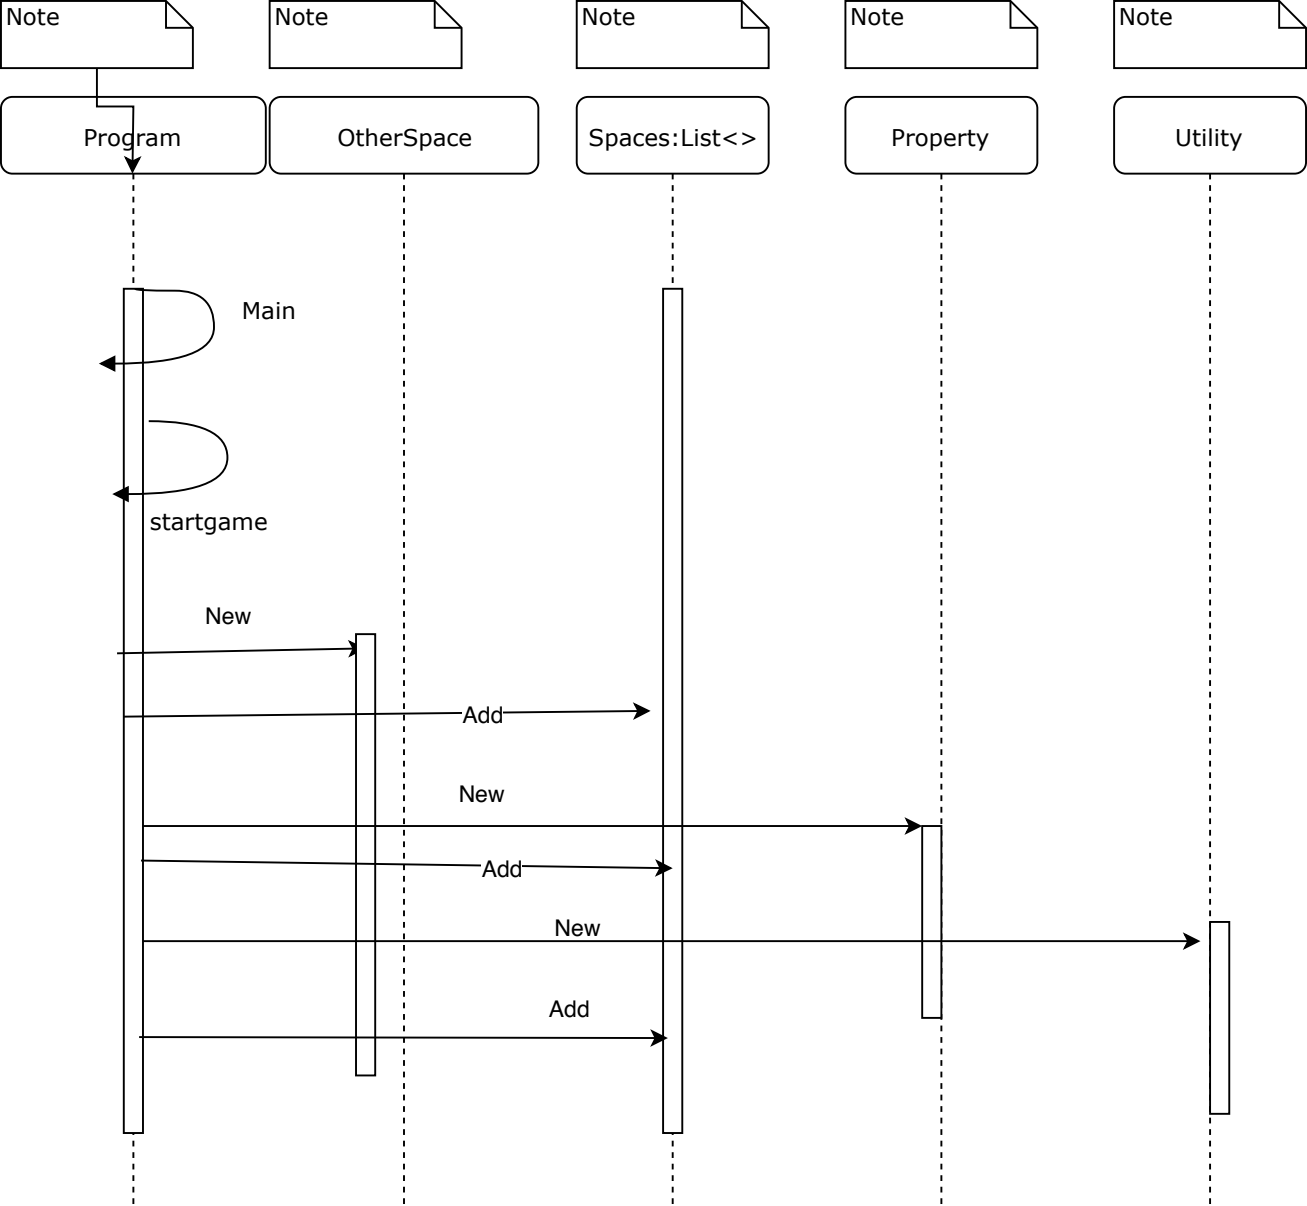 Note
Note
Note
Note
Note
Program
OtherSpace
Spaces:List<>
Property
Utility
Main
startgame
New
Add
New
Add
New
Add